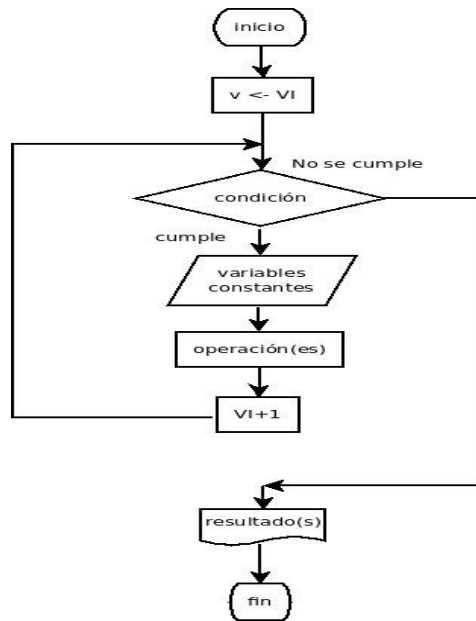 inicio
v <- VI
No se cumple
condición
cumple
variables
constantes
operación(es)
VI+1
resultado(s)
fin